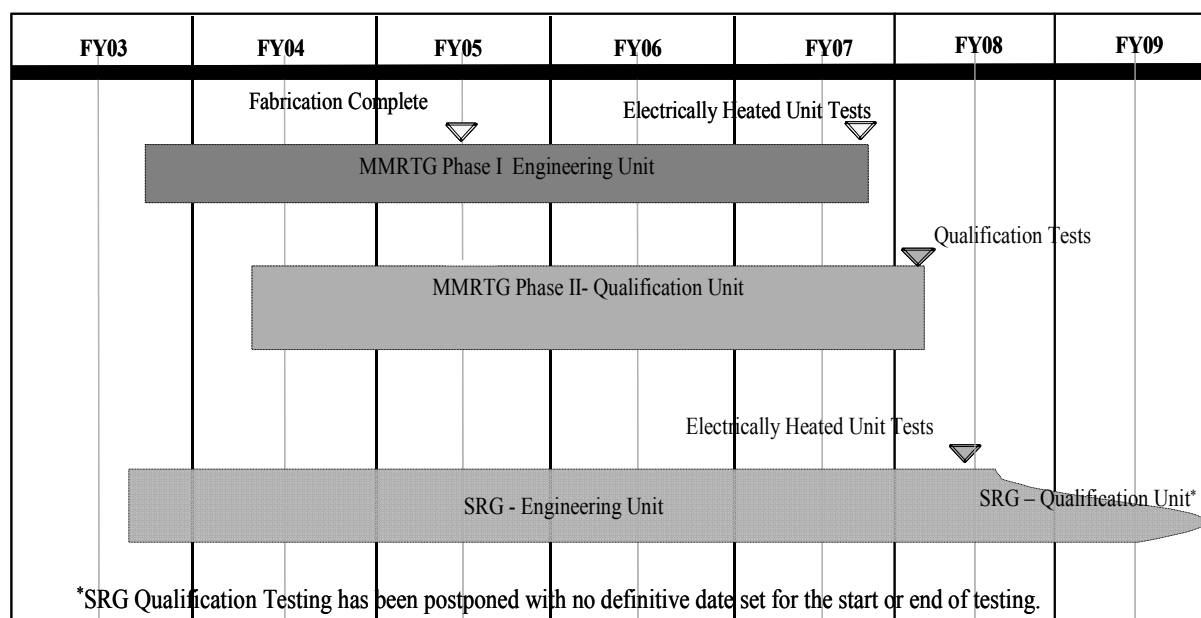 FY03 FY04 FY05 FY06 FY07 FY08 FY09
Fabrication Complete
Electrically Heated Unit Tests
MMRTG Phase I Engineering Unit
Qualification Tests
MMRTG Phase II- Qualification Unit
Electrically Heated Unit Tests
SRG - Engineering Unit
SRG – Qualification Unit*
*SRG Qualification Testing has been postponed with no definitive date set for the start or end of testing.